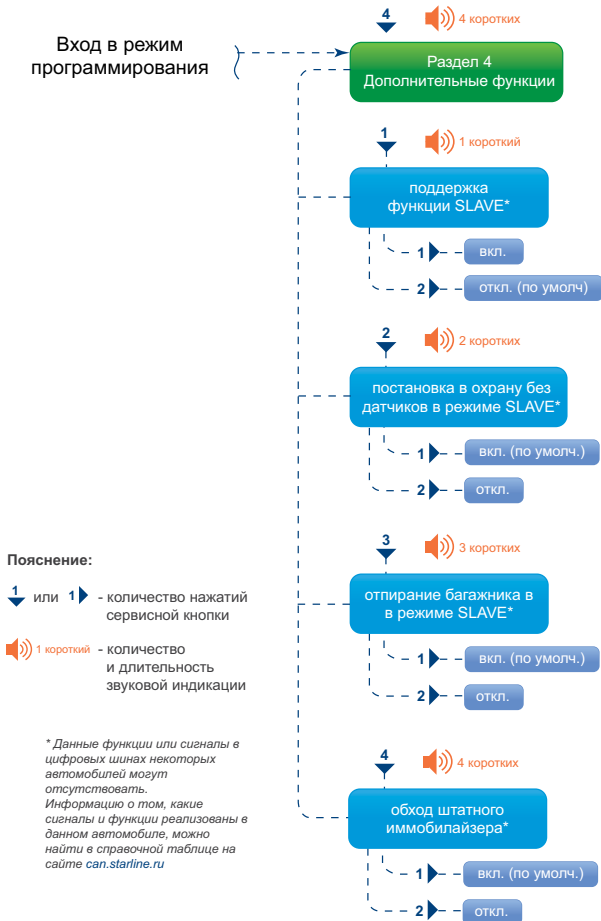 4
4 коротких
Вход в режим
программирования
Раздел 4
Дополнительные функции
1
1 короткий
поддержка
функции SLAVE*
1
вкл.
2
откл. (по умолч)
2
2 коротких
постановка в охрану без
датчиков в режиме SLAVE*
1
вкл. (по умолч.)
2
откл.
3
3 коротких
отпирание багажника в
в режиме SLAVE*
1
вкл. (по умолч.)
2
откл.
Пояснение:
1 или 1 - количество нажатий
сервисной кнопки
1 короткий - количество
и длительность
звуковой индикации
* Данные функции или сигналы в
цифровых шинах некоторых
автомобилей могут
отсутствовать.
Информацию о том, какие
сигналы и функции реализованы в
данном автомобиле, можно
найти в справочной таблице на
сайте can.starline.ru
4
4 коротких
обход штатного
иммобилайзера*
1
вкл. (по умолч.)
2
откл.